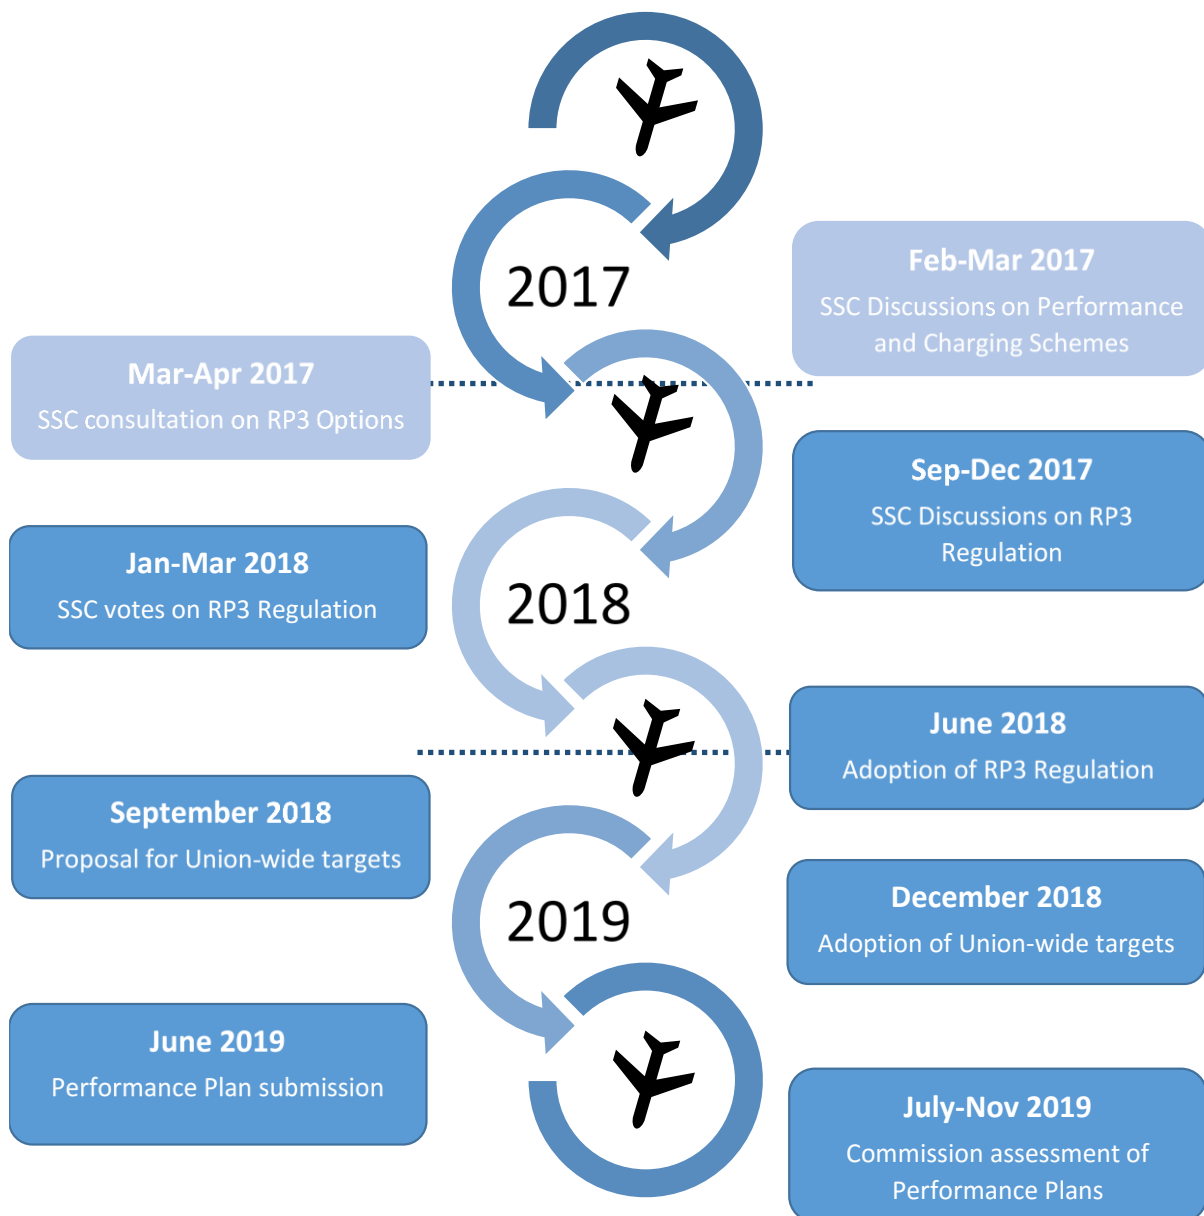 2017
Feb-Mar 2017
SSC Discussions on Performance
and Charging Schemes
Mar-Apr 2017
SSC consultation on RP3 Options
Sep-Dec 2017
SSC Discussions on RP3
Regulation
Jan-Mar 2018
SSC votes on RP3 Regulation
2018
June 2018
Adoption of RP3 Regulation
September 2018
Proposal for Union-wide targets
December 2018
Adoption of Union-wide targets
2019
June 2019
Performance Plan submission
July-Nov 2019
Commission assessment of
Performance Plans